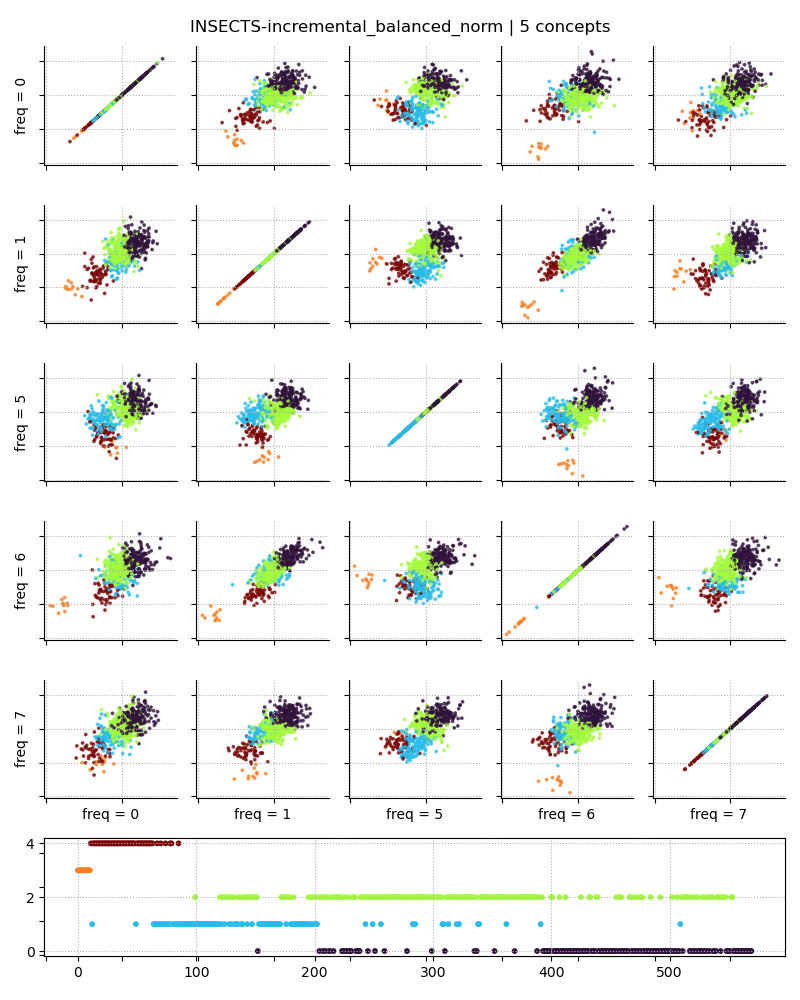 INSECTS-incremental_balanced_norm | 5 concepts
freq = 0
freq = 1
freq = 5
freq = 6
freq = 7
freq = 0 freq = 1 freq = 5 freq = 6 freq = 7
4
2
0
0 100 200 300 400 500